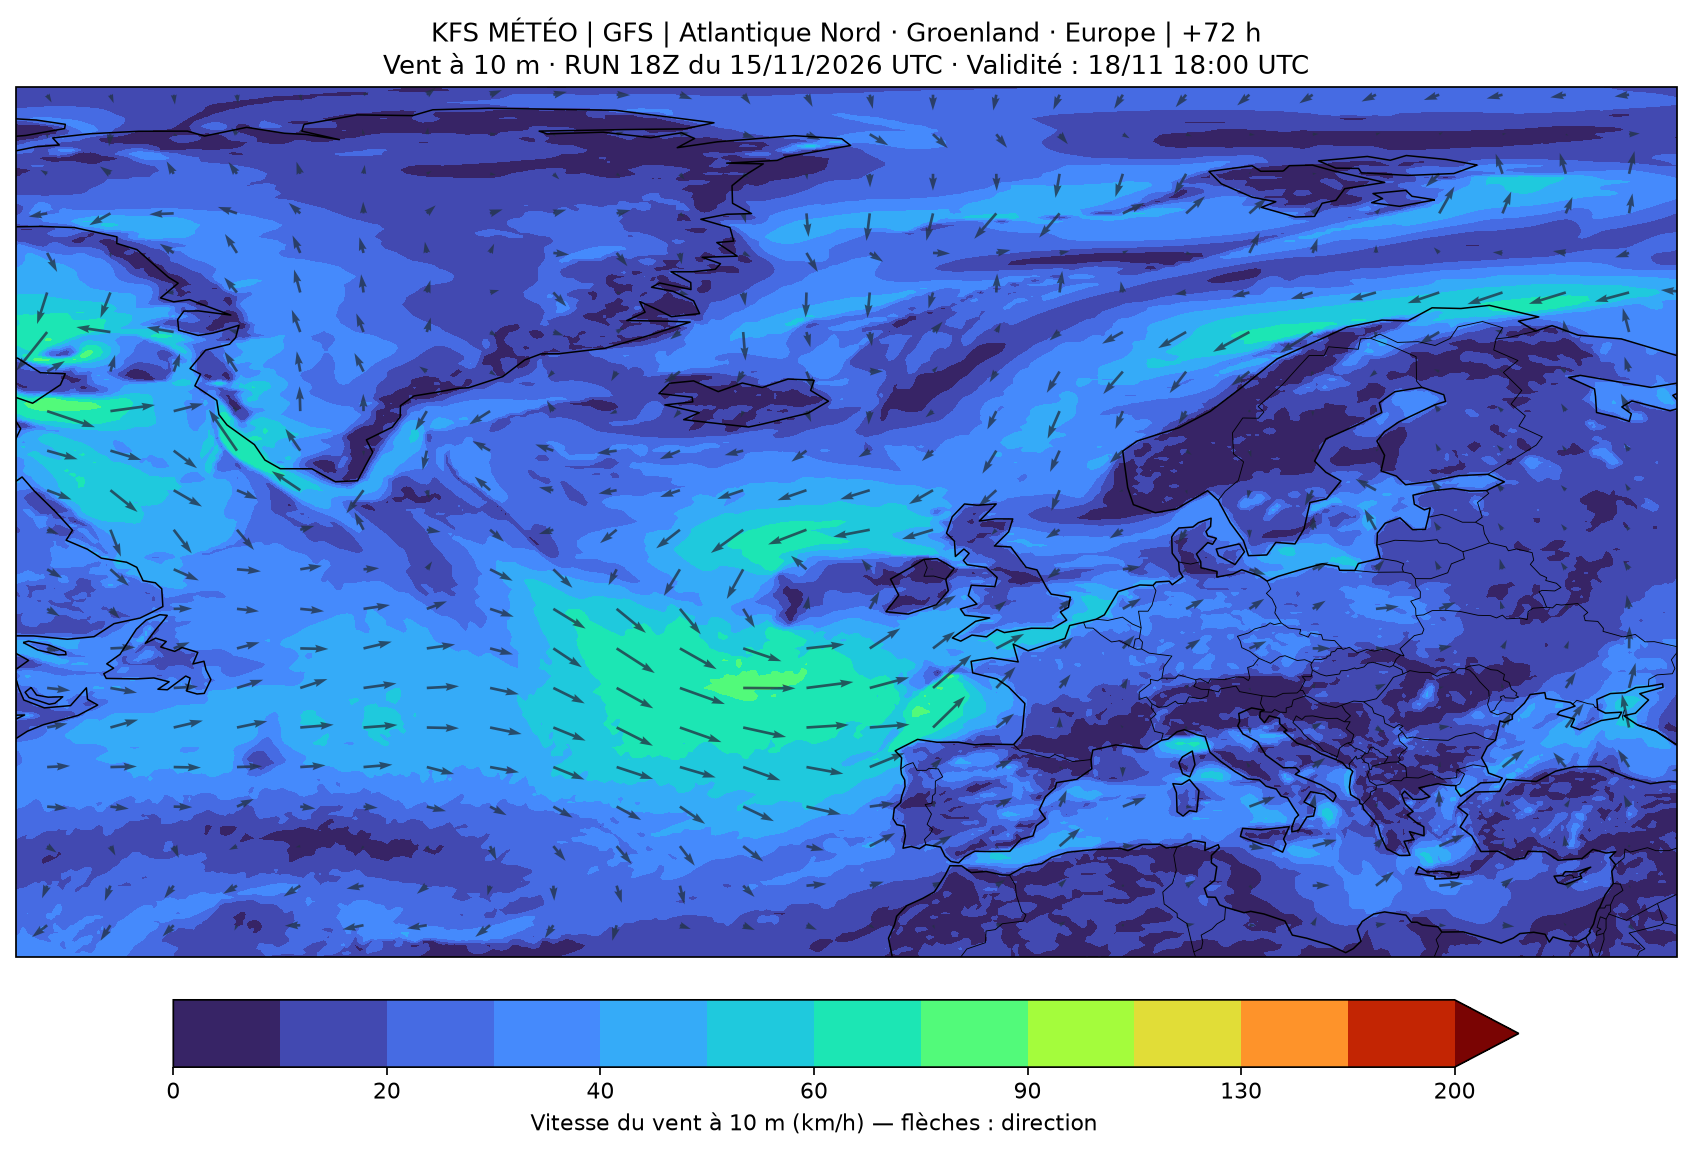 KFS MÉTÉO | GFS | Atlantique Nord · Groenland · Europe | +72 h
Vent à 10 m · RUN 18Z du 15/11/2026 UTC · Validité : 18/11 18:00 UTC
0 20 40 60 90 130 200
Vitesse du vent à 10 m (km/h) — flèches : direction